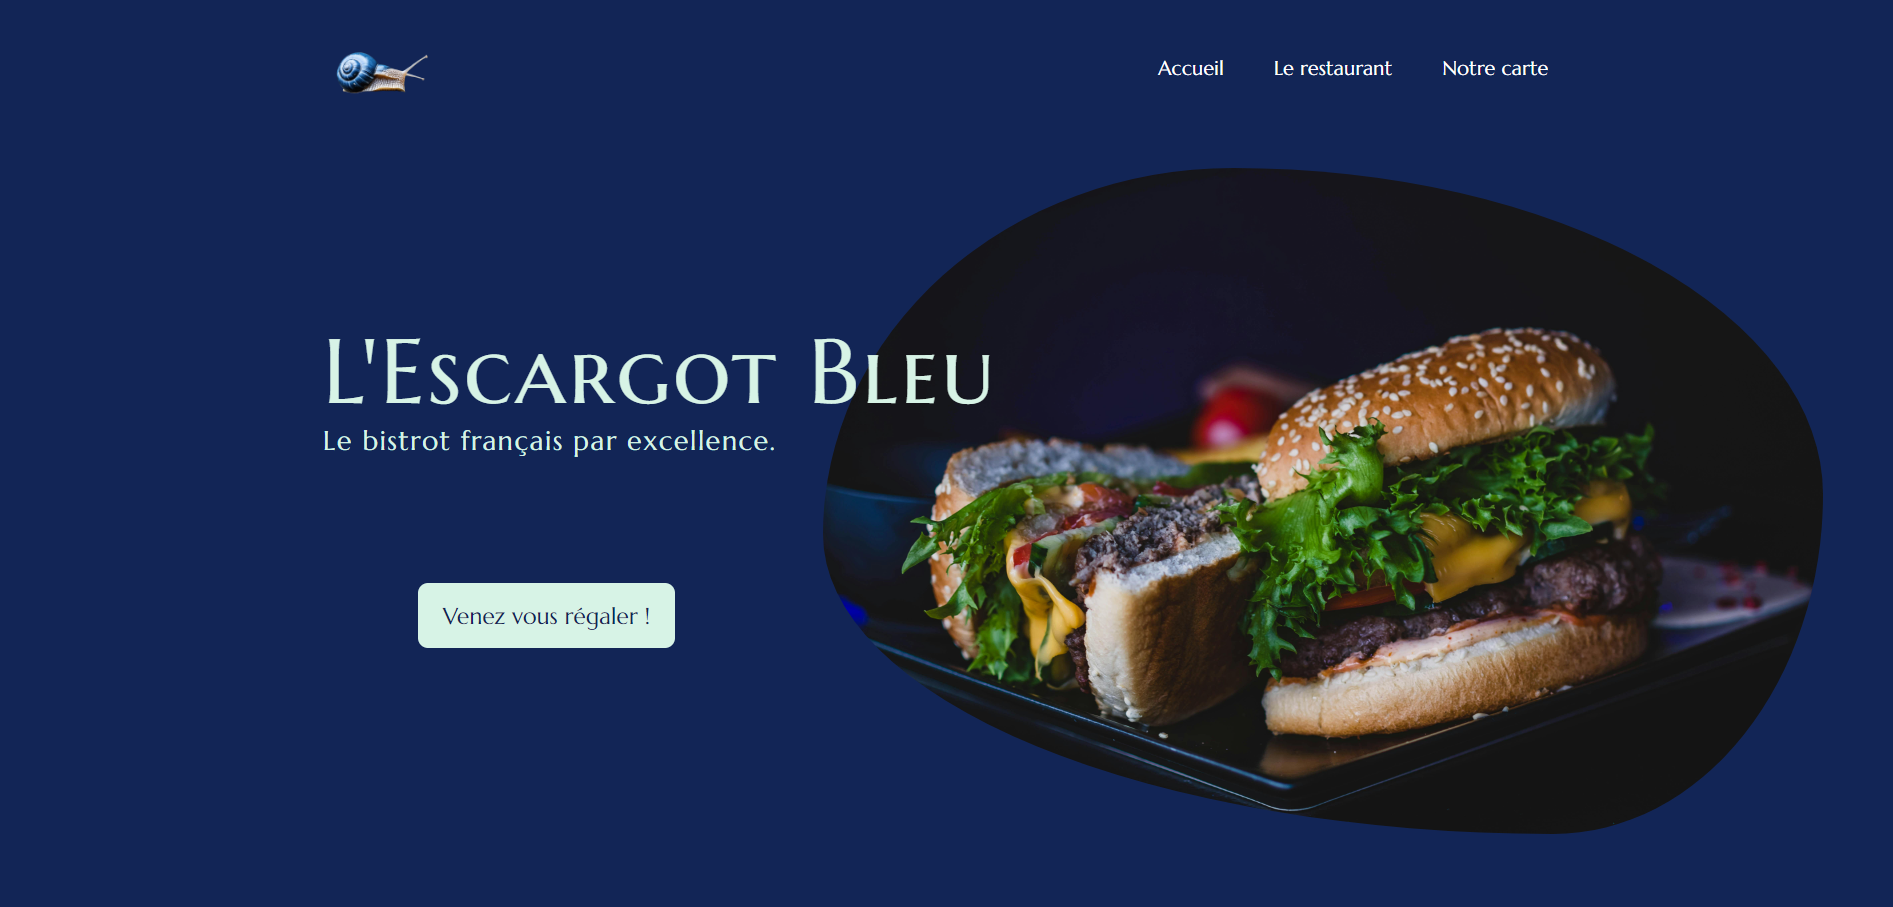 Accueil Le restaurant Notre carte
L'Escargot Bleu
Le bistrot français par excellence.
Venez vous régaler !